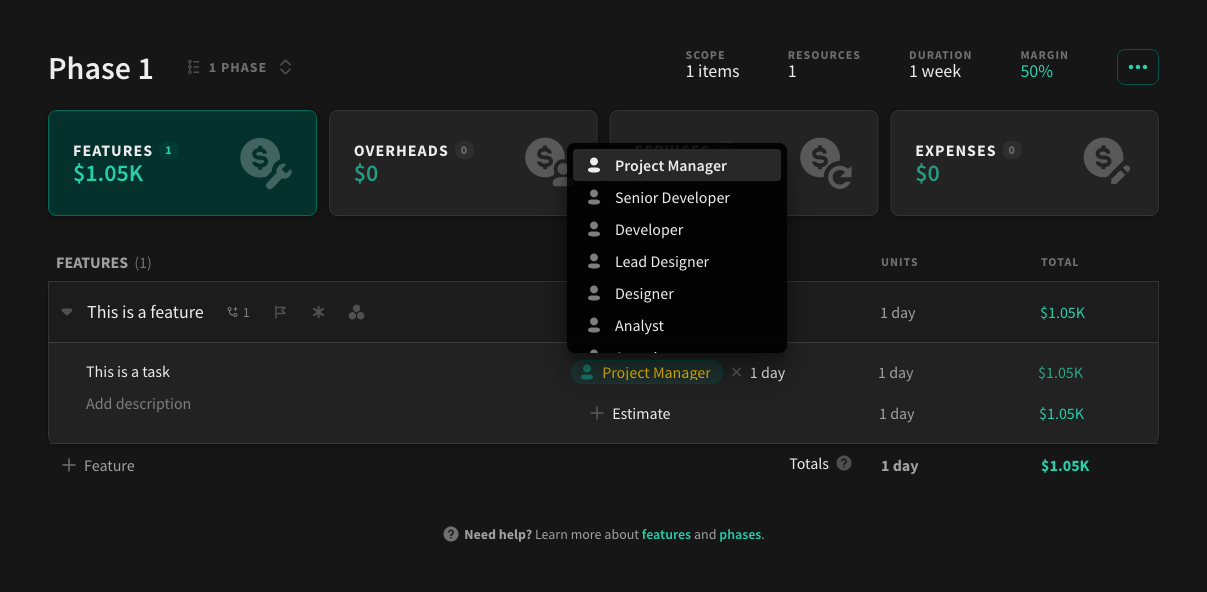 Phase 1
1 PHASE
SCOPE
1 items
RESOURCES
1
DURATION
1 week
MARGIN
50%
FEATURES 1
$1.05K
OVERHEADS 0
$0
SERVICES
EXPENSES 0
$0
Project Manager
Senior Developer
Developer
Lead Designer
Designer
Analyst
FEATURES (1)
UNITS
TOTAL
This is a feature
1
1 day
$1.05K
This is a task
Project Manager × 1 day
1 day
$1.05K
Add description
+ Estimate
1 day
$1.05K
+ Feature
Totals ?
1 day
$1.05K
? Need help? Learn more about features and phases.